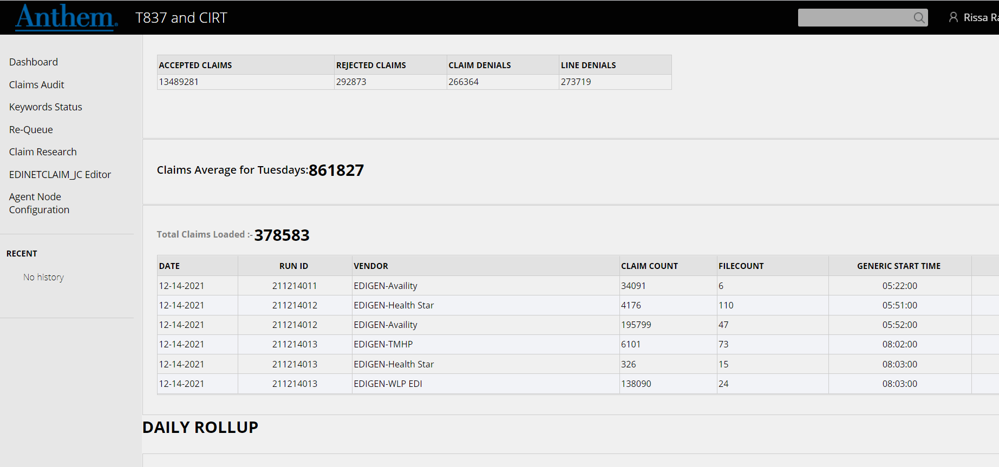 Anthem. T837 and CIRT Rissa Ra
Dashboard
Claims Audit
Keywords Status
Re-Queue
Claim Research
EDINETCLAIM_JC Editor
Agent Node
Configuration
RECENT
No history
ACCEPTED CLAIMS REJECTED CLAIMS CLAIM DENIALS LINE DENIALS
13489281 292873 266364 273719
Claims Average for Tuesdays:861827
Total Claims Loaded :- 378583
DATE RUN ID VENDOR CLAIM COUNT FILECOUNT GENERIC START TIME
12-14-2021 211214011 EDIGEN-Availity 34091 6 05:22:00
12-14-2021 211214012 EDIGEN-Health Star 4176 110 05:51:00
12-14-2021 211214012 EDIGEN-Availity 195799 47 05:52:00
12-14-2021 211214013 EDIGEN-TMHP 6101 73 08:02:00
12-14-2021 211214013 EDIGEN-Health Star 326 15 08:03:00
12-14-2021 211214013 EDIGEN-WLP EDI 138090 24 08:03:00
DAILY ROLLUP